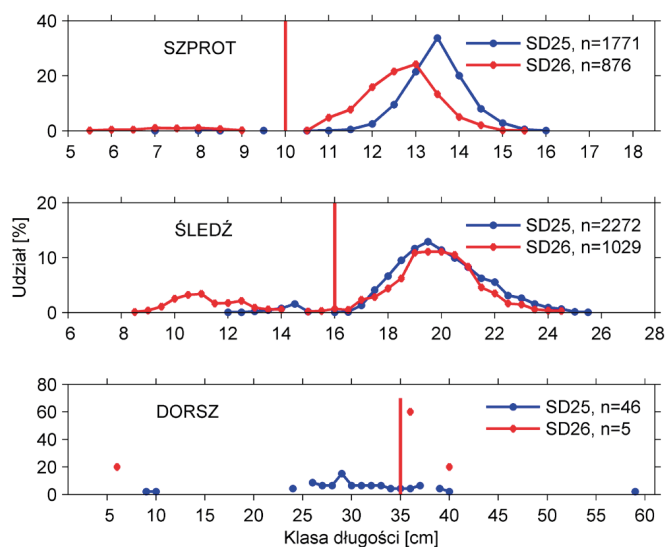 40
20
0
SZPROT
SD25, n=1771
SD26, n=876
5 6 7 8 9 10 11 12 13 14 15 16 17 18
Udział [%]
20
10
0
ŚLEDŹ
SD25, n=2272
SD26, n=1029
6 8 10 12 14 16 18 20 22 24 26 28
80
60
40
20
0
DORSZ
SD25, n=46
SD26, n=5
5 10 15 20 25 30 35 40 45 50 55 60
Klasa długości [cm]